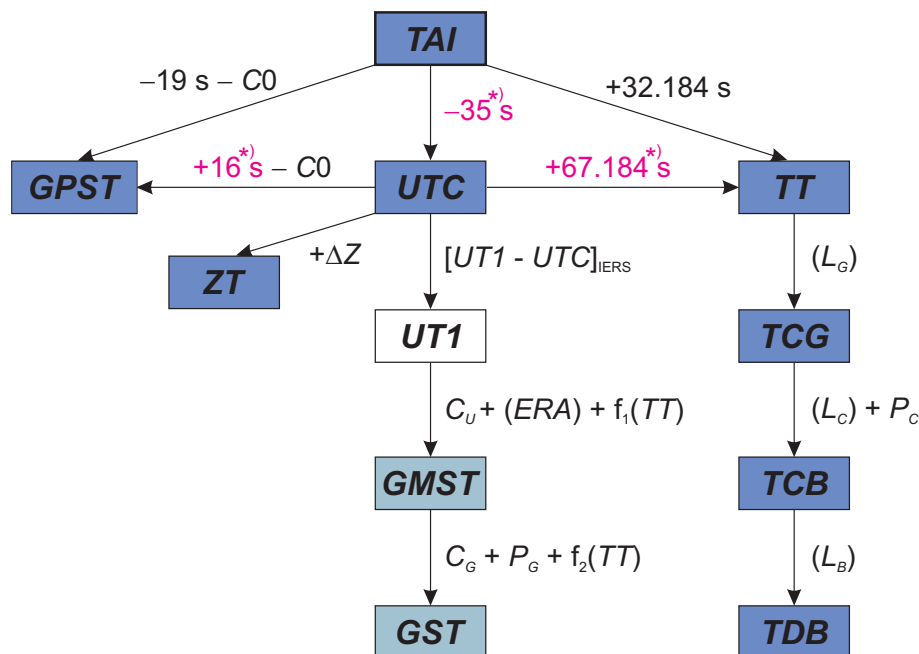 TAI
−19 s − C0
−35*)s
+32.184 s
GPST
+16*)s − C0
UTC
+67.184*)s
TT
+ΔZ
[UT1 - UTC]IERS
(LG)
ZT
UT1
TCG
CU + (ERA) + f1(TT)
(LC) + PC
GMST
TCB
CG + PG + f2(TT)
(LB)
GST
TDB